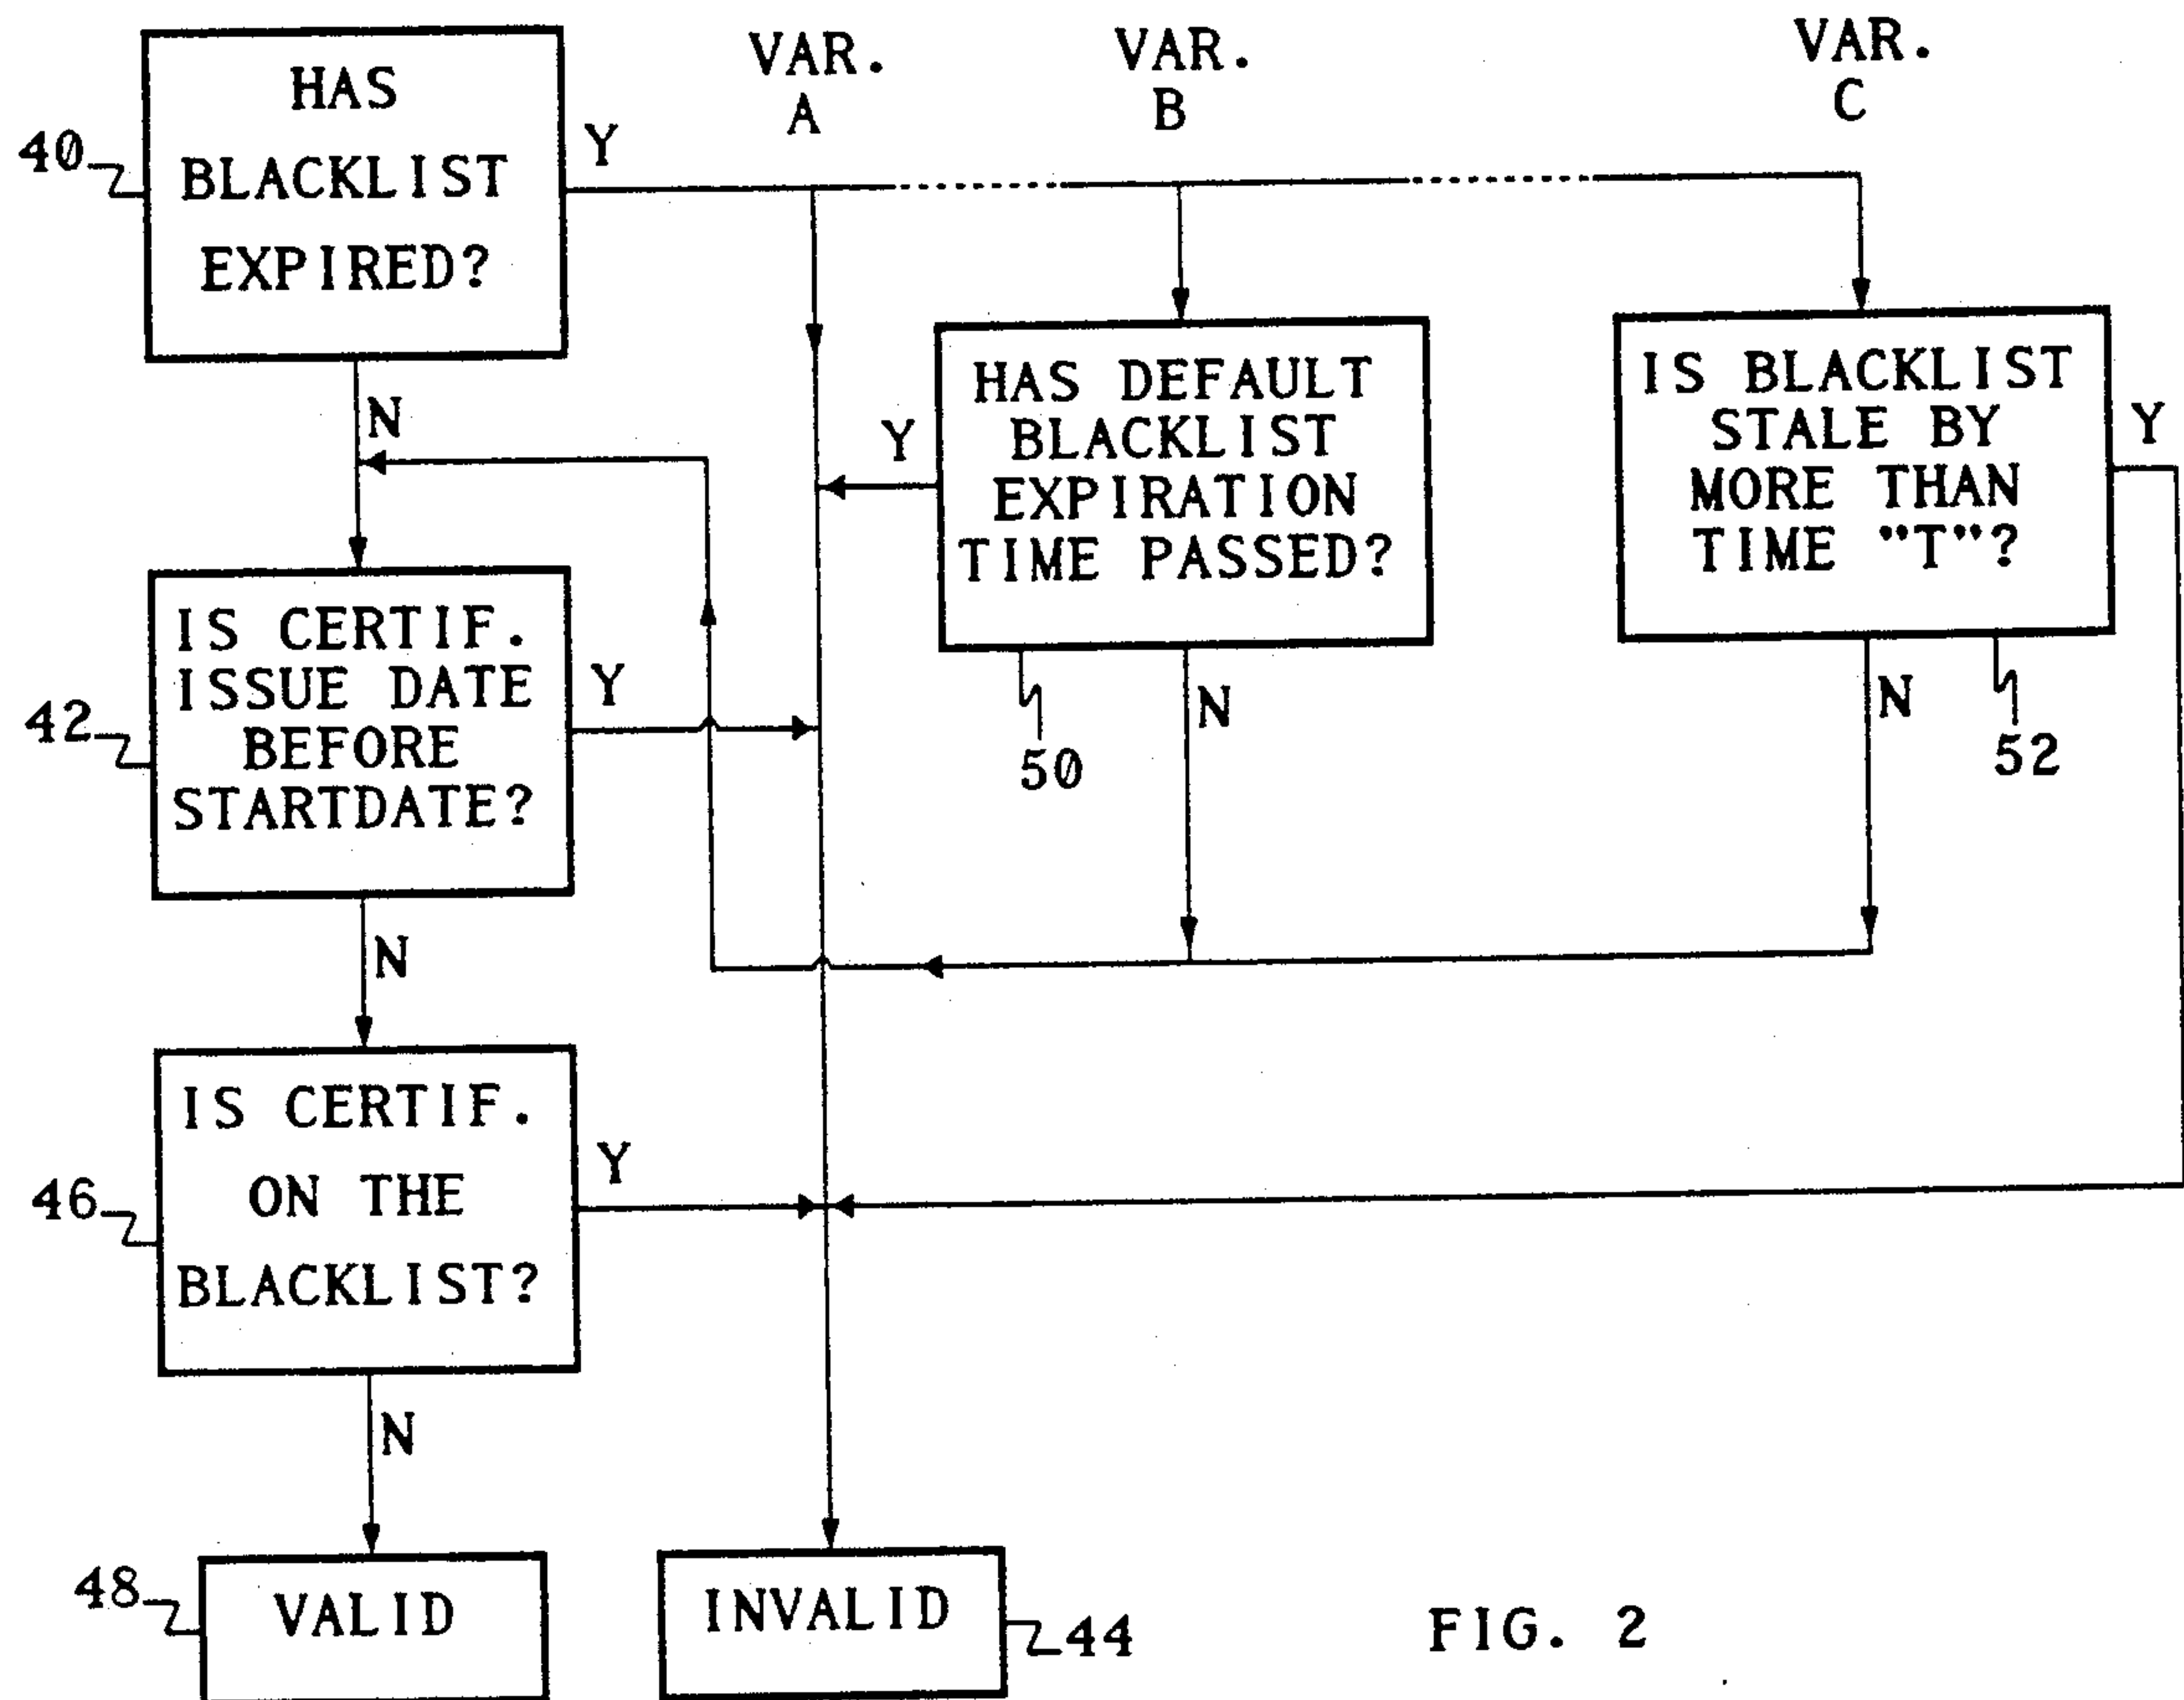 VAR.
A
VAR.
B
VAR.
C
HAS
BLACKLIST
EXPIRED?
40
Y
N
HAS DEFAULT
BLACKLIST
EXPIRATION
TIME PASSED?
Y
N
50
IS BLACKLIST
STALE BY
MORE THAN
TIME "T"?
Y
N
52
IS CERTIF.
ISSUE DATE
BEFORE
STARTDATE?
42
Y
N
IS CERTIF.
ON THE
BLACKLIST?
46
Y
N
48
VALID
INVALID
44
FIG. 2